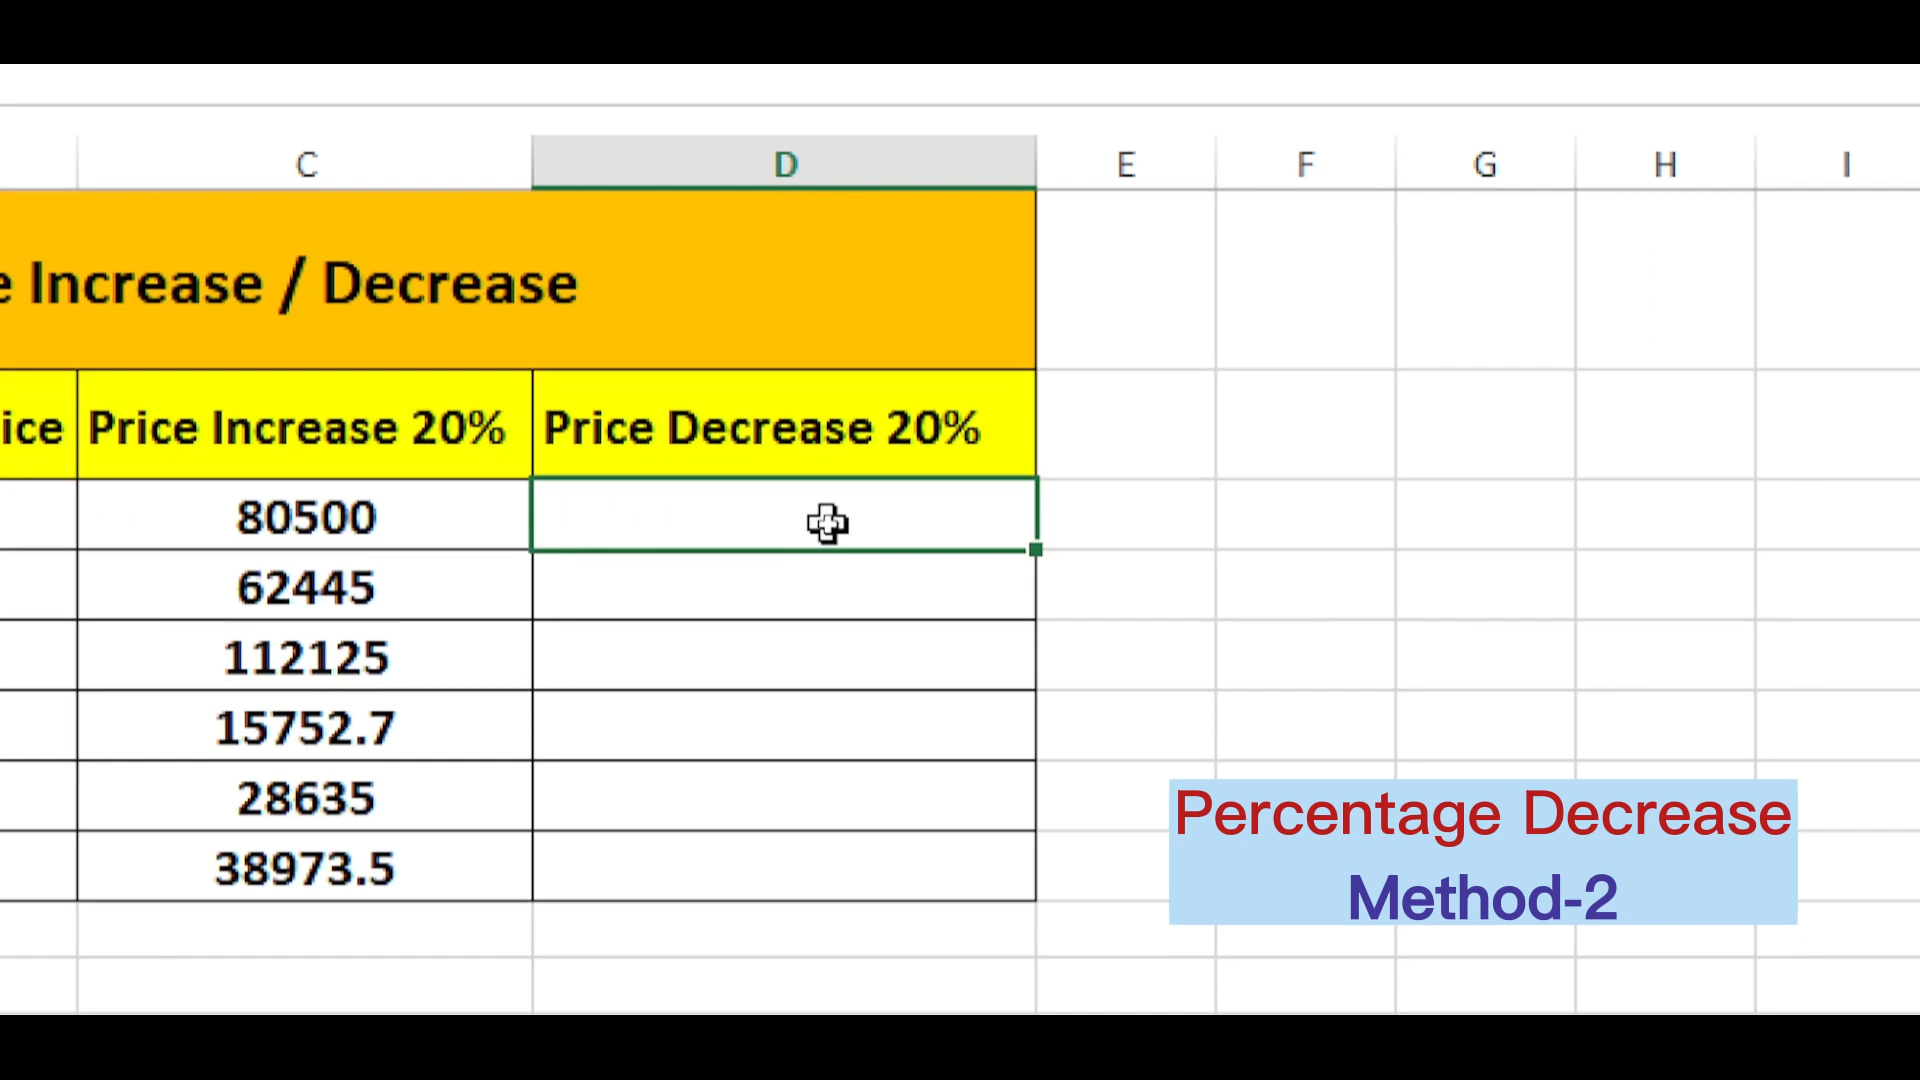 C D E F G H I
e Increase / Decrease
ice Price Increase 20% Price Decrease 20%
80500
62445
112125
15752.7
28635
38973.5
Percentage Decrease
Method-2